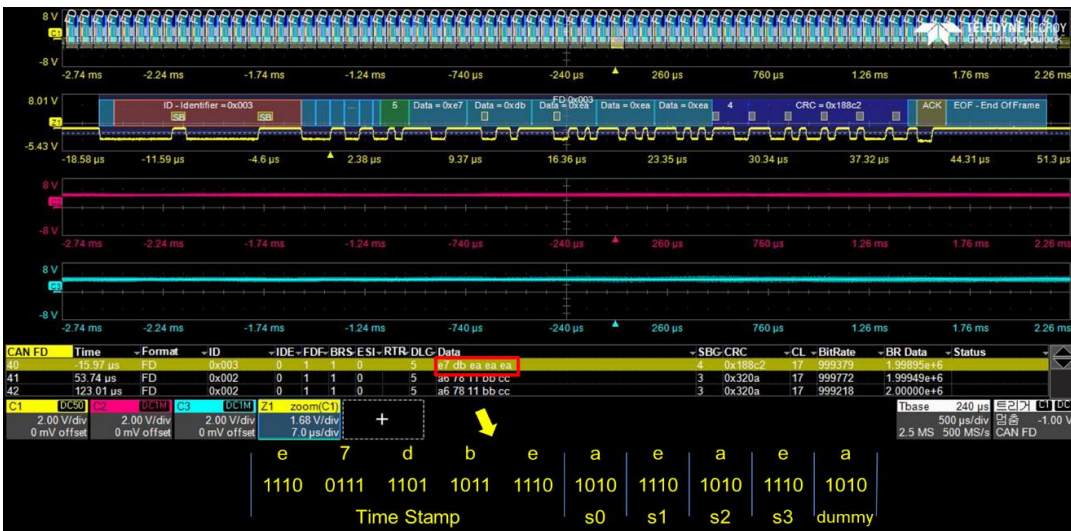 8 V
C1
-8 V
TELEDYNE LECROY
Everywhereyoulook
-2.74 ms -2.24 ms -1.74 ms -1.24 ms -740 µs -240 µs 260 µs 760 µs 1.26 ms 1.76 ms 2.26 ms
FD 0x003
8.01 V ID - Identifier = 0x003 ... 5 Data = 0xe7 Data = 0xdb Data = 0xea Data = 0xea Data = 0xea 4 CRC = 0x188c2 ACK EOF - End Of Frame
SB SB
Z1
-5.43 V
-18.58 µs -11.59 µs -4.6 µs 2.38 µs 9.37 µs 16.36 µs 23.35 µs 30.34 µs 37.32 µs 44.31 µs 51.3 µs
8 V
C2
-8 V
-2.74 ms -2.24 ms -1.74 ms -1.24 ms -740 µs -240 µs 260 µs 760 µs 1.26 ms 1.76 ms 2.26 ms
8 V
C3
-8 V
-2.74 ms -2.24 ms -1.74 ms -1.24 ms -740 µs -240 µs 260 µs 760 µs 1.26 ms 1.76 ms 2.26 ms
CAN FD Time Format ID IDE FDF BRS ESI RTR DLC Data SBC CRC CL BitRate BR Data Status
40 -15.97 µs FD 0x003 0 1 1 0 5 e7 db ea ea ea 4 0x188c2 17 999379 1.99895e+6
41 53.74 µs FD 0x002 0 1 1 0 5 a6 78 11 bb cc 3 0x320a 17 999772 1.99949e+6
42 123.01 µs FD 0x002 0 1 1 0 5 a6 78 11 bb cc 3 0x320a 17 999218 2.00000e+6
C1 DC50 C2 DC1M C3 DC1M Z1 zoom(C1) Tbase 240 µs 트리거 C1 DC
2.00 V/div 2.00 V/div 2.00 V/div 1.68 V/div + 500 µs/div 멈춤 -1.00 V
0 mV offset 0 mV offset 0 mV offset 7.0 µs/div 2.5 MS 500 MS/s CAN FD
e 7 d b e a e a e a
1110 0111 1101 1011 1110 1010 1110 1010 1110 1010
Time Stamp s0 s1 s2 s3 dummy